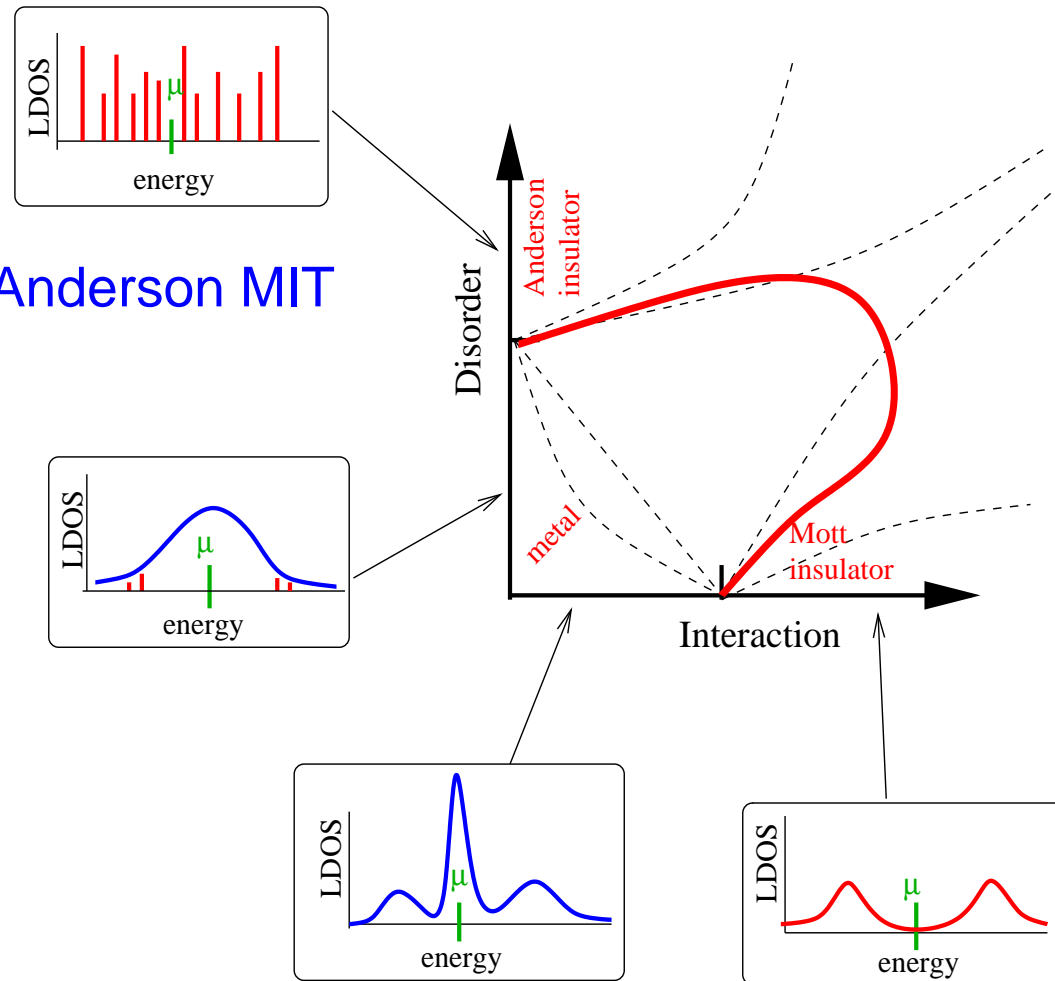 LDOS
μ
energy
Anderson MIT
Disorder
Anderson
insulator
metal
Mott
insulator
Interaction
LDOS
μ
energy
LDOS
μ
energy
LDOS
μ
energy